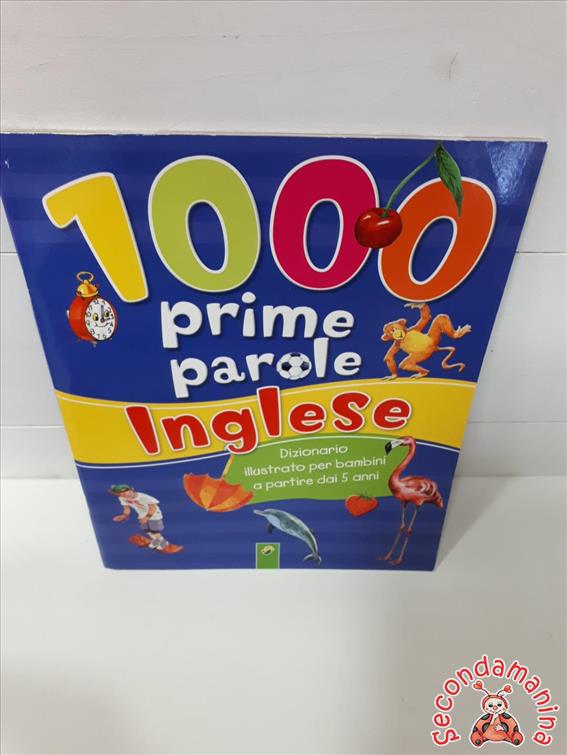 1000
prime
parole
Inglese
Dizionario
illustrato per bambini
a partire dai 5 anni
Secondamanina